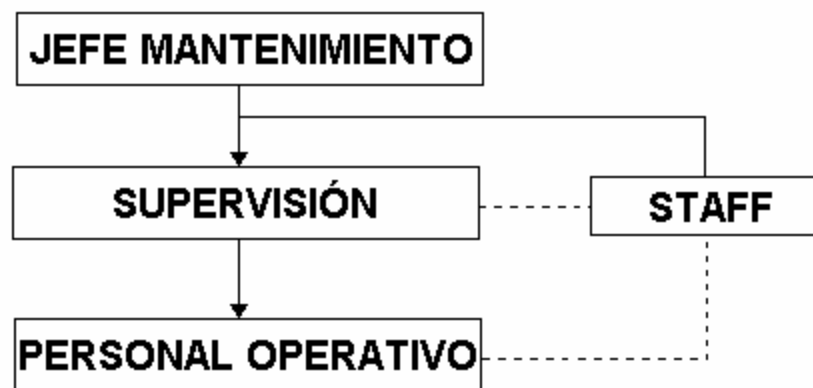 JEFE MANTENIMIENTO
SUPERVISIÓN
STAFF
PERSONAL OPERATIVO